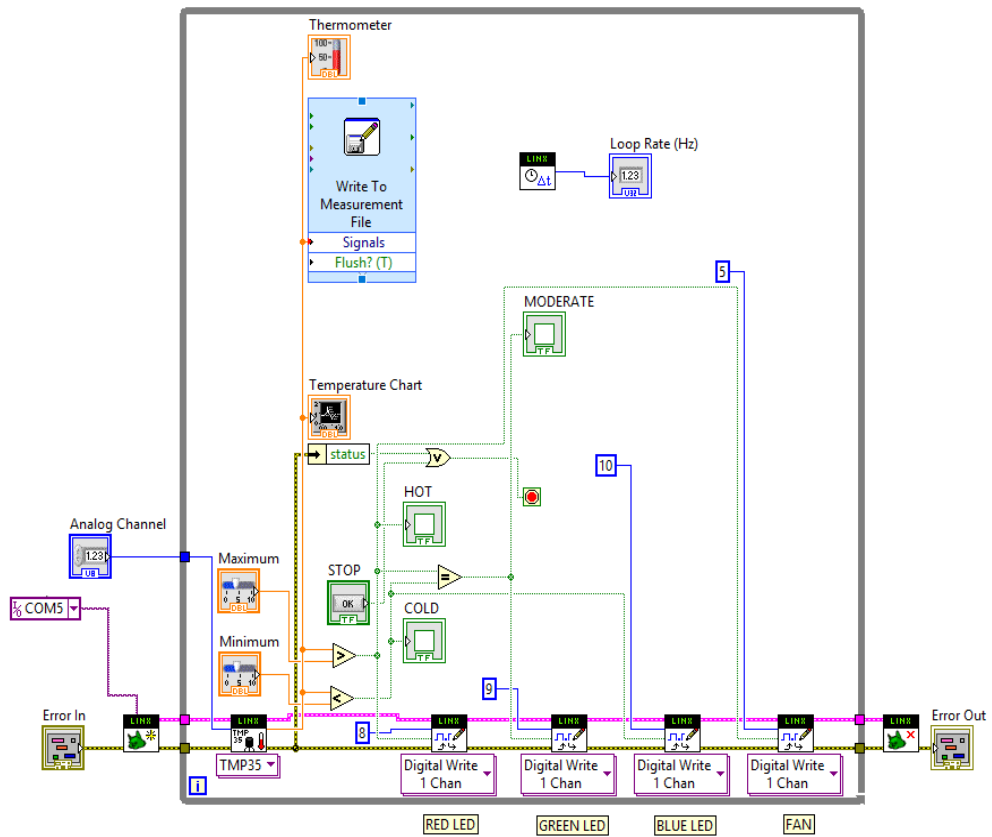 Thermometer
100
50
DBL
Write To
Measurement
File
Signals
Flush? (T)
LINX
Δt
Loop Rate (Hz)
1.23
U32
5
MODERATE
TF
Temperature Chart
DBL
status
V
10
HOT
TF
Analog Channel
1.23
U8
Maximum
0 5 10
DBL
STOP
OK
TF
=
COLD
TF
I/O COM5
Minimum
0 5 10
DBL
>
<
9
8
Error In
LINX
LINX
TMP
35
TMP35
LINX
Digital Write
1 Chan
LINX
Digital Write
1 Chan
LINX
Digital Write
1 Chan
LINX
Digital Write
1 Chan
LINX
Error Out
i
RED LED
GREEN LED
BLUE LED
FAN